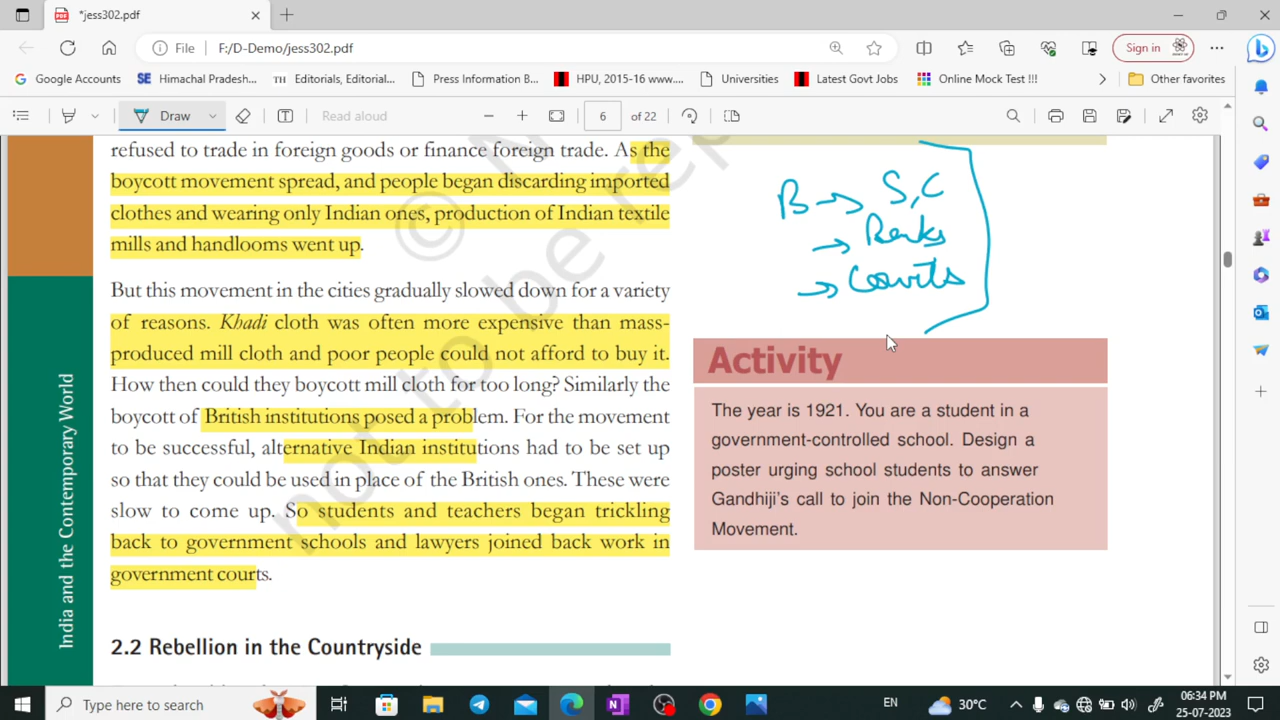 *jess302.pdf
File F:/D-Demo/jess302.pdf
Sign in
Google Accounts
SE Himachal Pradesh...
TH Editorials, Editorial...
Press Information B...
HPU, 2015-16 www....
Universities
Latest Govt Jobs
Online Mock Test !!!
Other favorites
Draw
Read aloud
6 of 22
refused to trade in foreign goods or finance foreign trade. As the
boycott movement spread, and people began discarding imported
clothes and wearing only Indian ones, production of Indian textile
mills and handlooms went up.
But this movement in the cities gradually slowed down for a variety
of reasons. Khadi cloth was often more expensive than mass-
produced mill cloth and poor people could not afford to buy it.
How then could they boycott mill cloth for too long? Similarly the
boycott of British institutions posed a problem. For the movement
to be successful, alternative Indian institutions had to be set up
so that they could be used in place of the British ones. These were
slow to come up. So students and teachers began trickling
back to government schools and lawyers joined back work in
government courts.
2.2 Rebellion in the Countryside
India and the Contemporary World
© N
not to be rep
B → S, C
→ Banks
→ Courts
Activity
The year is 1921. You are a student in a
government-controlled school. Design a
poster urging school students to answer
Gandhiji's call to join the Non-Cooperation
Movement.
Type here to search
EN
30°C
06:34 PM
25-07-2023